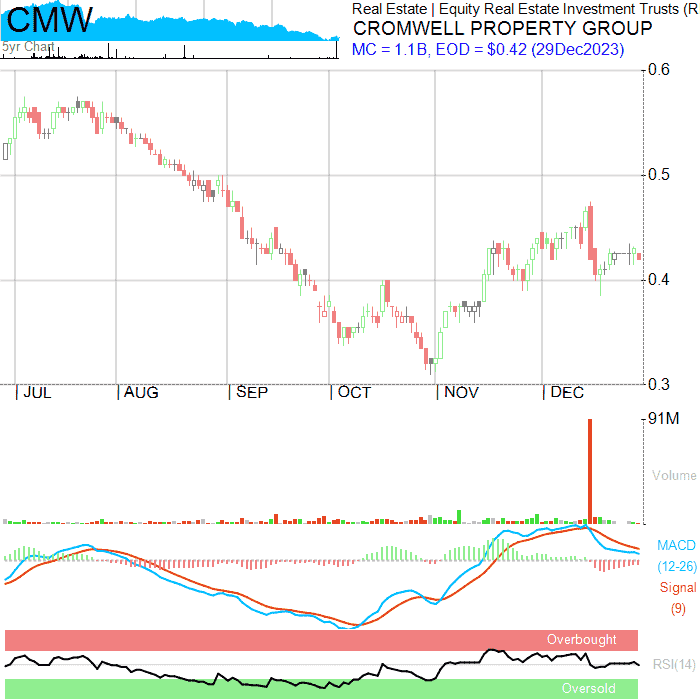 CMW
5yr Chart
Real Estate | Equity Real Estate Investment Trusts (R
CROMWELL PROPERTY GROUP
MC = 1.1B, EOD = $0.42 (29Dec2023)
0.6
0.5
0.4
0.3
JUL AUG SEP OCT NOV DEC
91M
Volume
MACD
(12-26)
Signal
(9)
Overbought
RSI(14)
Oversold